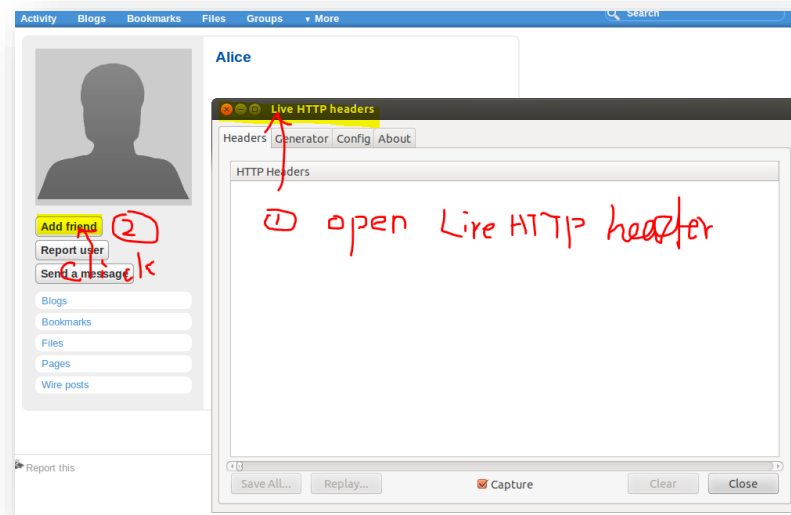 Activity Blogs Bookmarks Files Groups ▾ More Search
Alice
Live HTTP headers
Headers Generator Config About
HTTP Headers
① open Live HTTP header
Add friend ②
Report user
click
Send a message
Blogs
Bookmarks
Files
Pages
Wire posts
Report this
Save All... Replay... Capture Clear Close